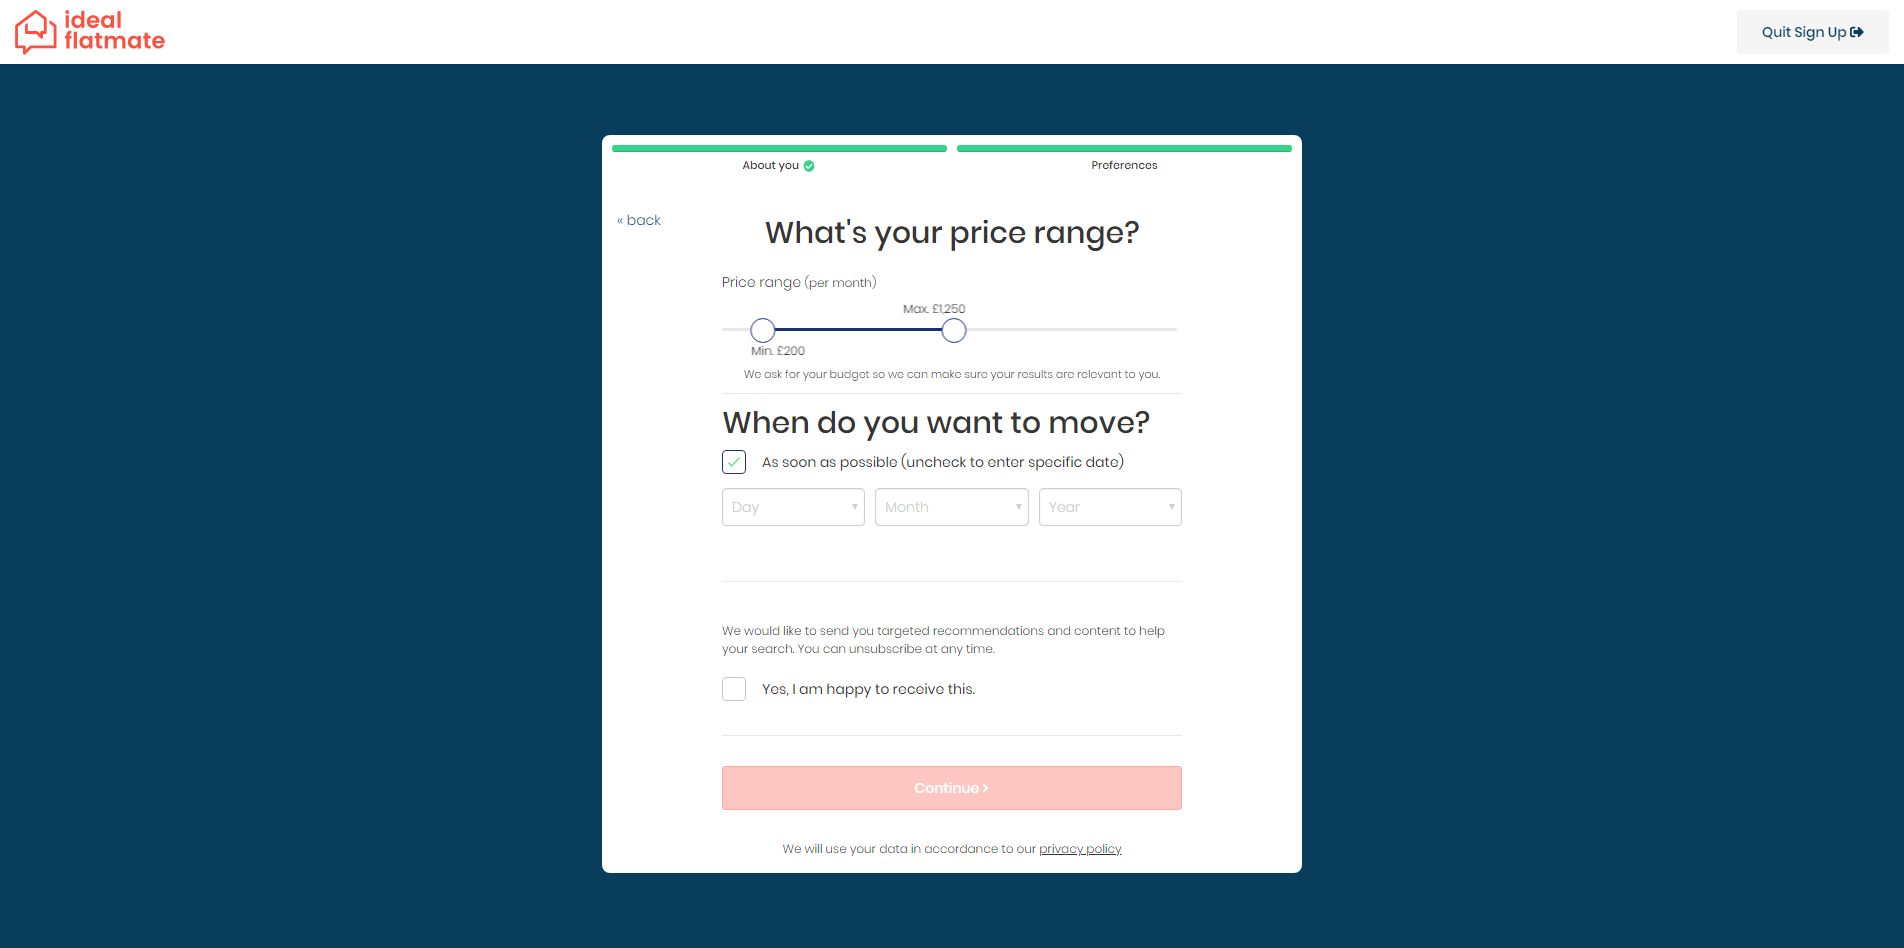 ideal
flatmate
Quit Sign Up
About you
Preferences
« back
What's your price range?
Price range (per month)
Max. £1,250
Min. £200
We ask for your budget so we can make sure your results are relevant to you.
When do you want to move?
As soon as possible (uncheck to enter specific date)
Day
Month
Year
We would like to send you targeted recommendations and content to help
your search. You can unsubscribe at any time.
Yes, I am happy to receive this.
Continue
We will use your data in accordance to our privacy policy